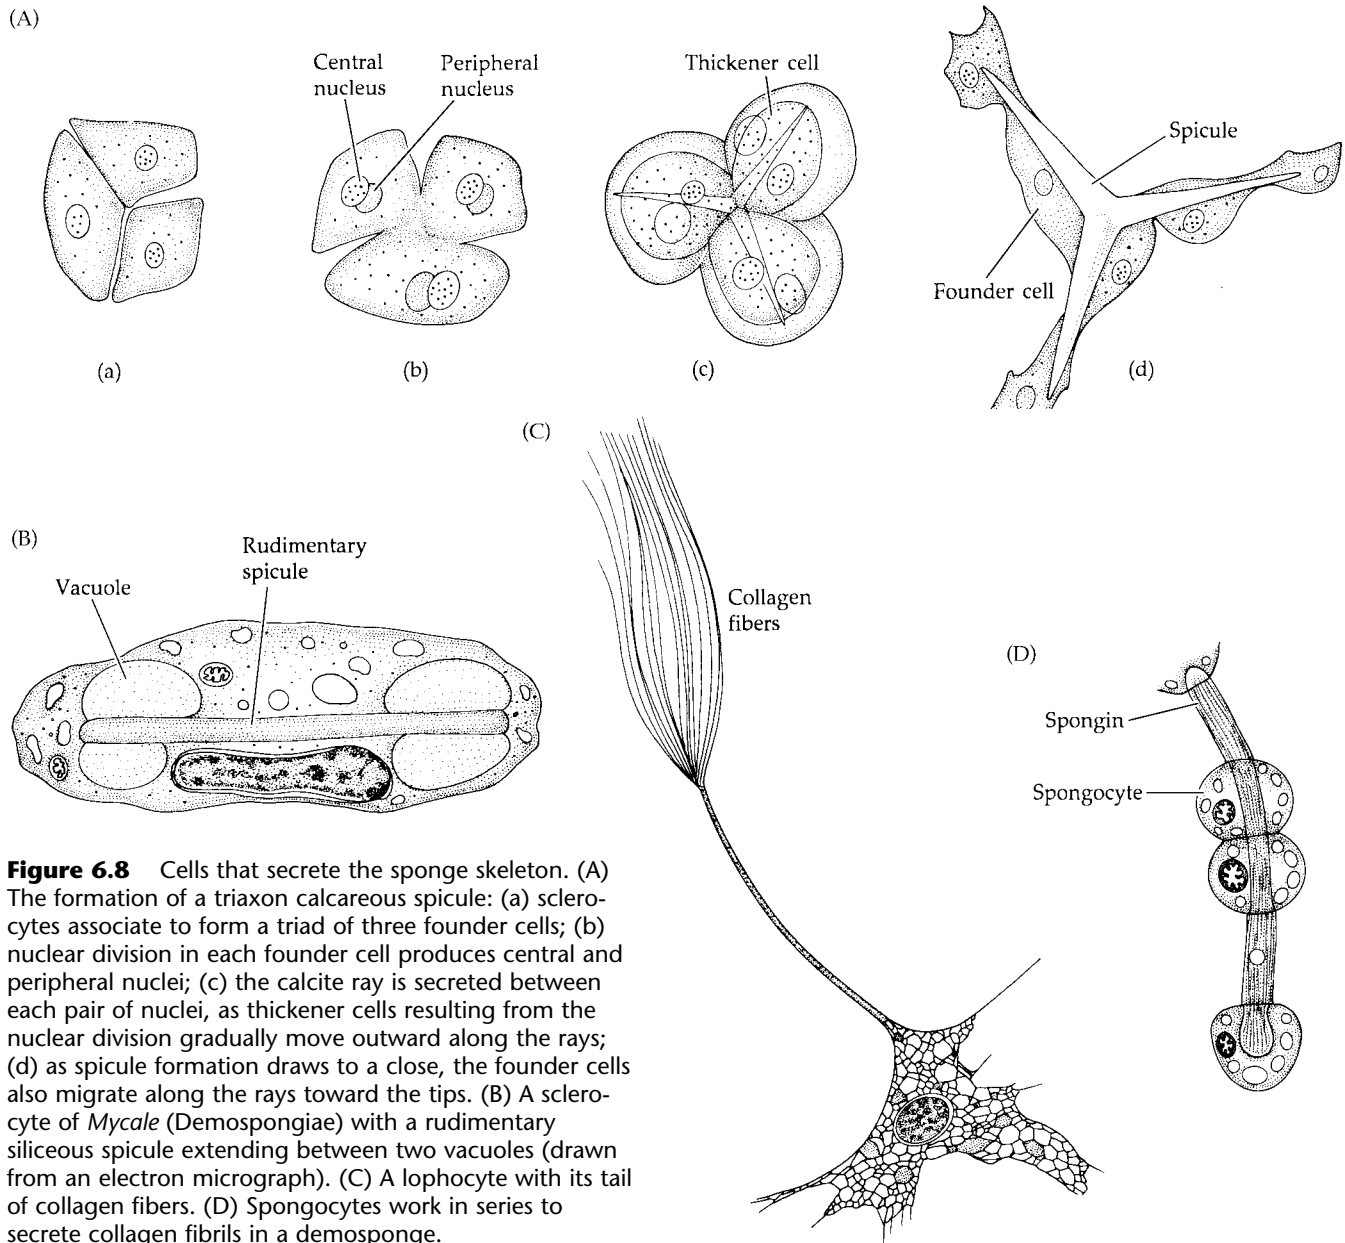 (A)
Central
nucleus
Peripheral
nucleus
Thickener cell
Spicule
Founder cell
(a)
(b)
(c)
(d)
(B)
Rudimentary
spicule
Vacuole
(C)
Collagen
fibers
(D)
Spongin
Spongocyte
Figure 6.8 Cells that secrete the sponge skeleton. (A)
The formation of a triaxon calcareous spicule: (a) sclero-
cytes associate to form a triad of three founder cells; (b)
nuclear division in each founder cell produces central and
peripheral nuclei; (c) the calcite ray is secreted between
each pair of nuclei, as thickener cells resulting from the
nuclear division gradually move outward along the rays;
(d) as spicule formation draws to a close, the founder cells
also migrate along the rays toward the tips. (B) A sclero-
cyte of Mycale (Demospongiae) with a rudimentary
siliceous spicule extending between two vacuoles (drawn
from an electron micrograph). (C) A lophocyte with its tail
of collagen fibers. (D) Spongocytes work in series to
secrete collagen fibrils in a demosponge.